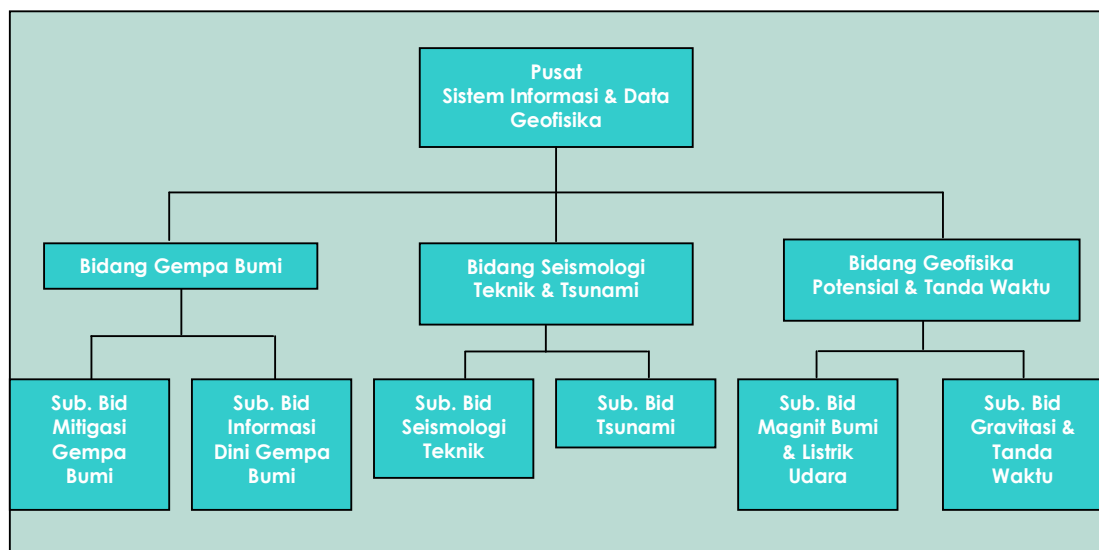 Pusat
Sistem Informasi & Data
Geofisika
Bidang Gempa Bumi
Bidang Seismologi
Teknik & Tsunami
Bidang Geofisika
Potensial & Tanda Waktu
Sub. Bid
Mitigasi
Gempa
Bumi
Sub. Bid
Informasi
Dini Gempa
Bumi
Sub. Bid
Seismologi
Teknik
Sub. Bid
Tsunami
Sub. Bid
Magnit Bumi
& Listrik
Udara
Sub. Bid
Gravitasi &
Tanda
Waktu